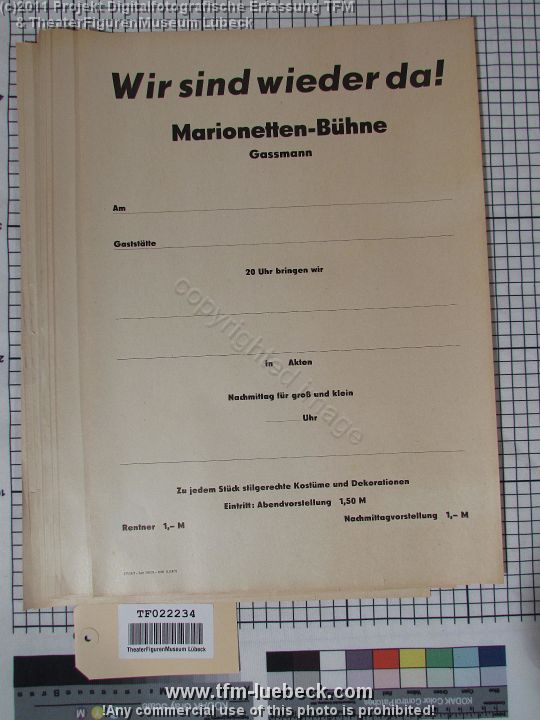 (c)2011 Projekt Digitalfotografische Erfassung TFM
& TheaterFigurenMuseum Lübeck
Wir sind wieder da!
Marionetten-Bühne
Gassmann
Am
Gaststätte
20 Uhr bringen wir
copyrighted image
in Akten
Nachmittag für groß und klein
Uhr
Zu jedem Stück stilgerechte Kostüme und Dekorationen
Eintritt: Abendvorstellung 1,50 M
Rentner 1,– M
Nachmittagvorstellung 1,– M
TF022234
TheaterFigurenMuseum Lübeck
www.tfm-luebeck.com
!Any commercial use of this photo is prohibited!